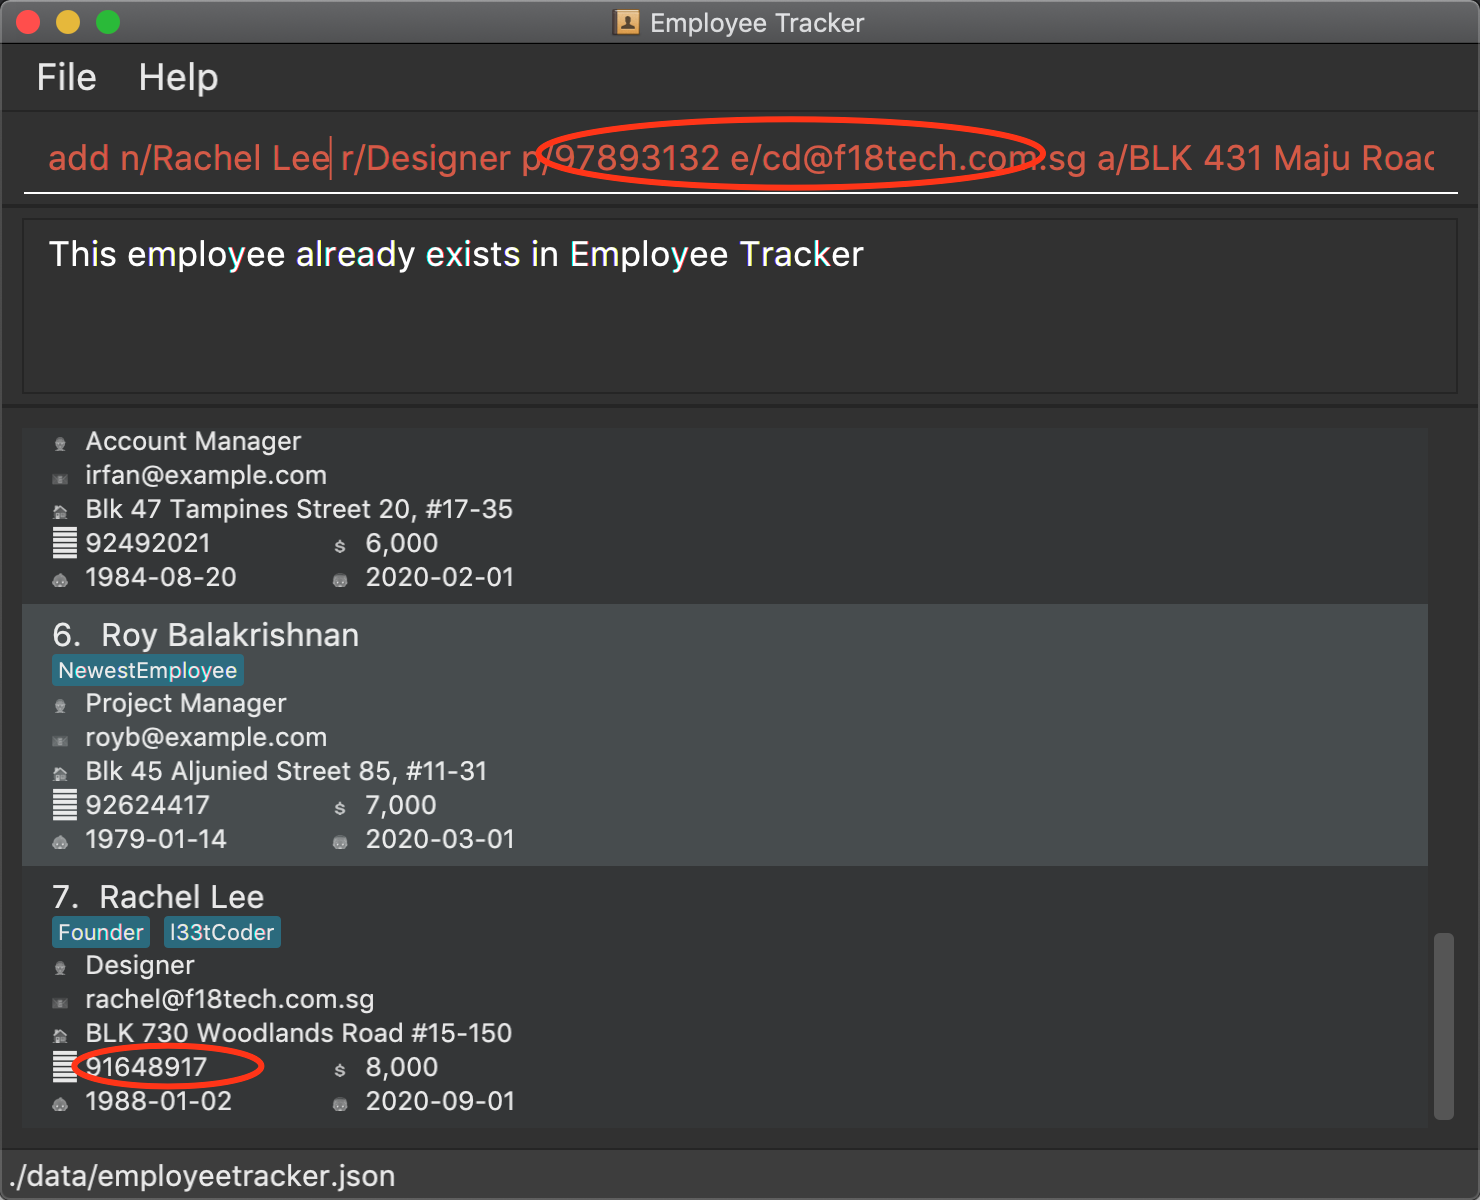 Employee Tracker
File Help
add n/Rachel Lee r/Designer p/97893132 e/cd@f18tech.com.sg a/BLK 431 Maju Road
This employee already exists in Employee Tracker
Account Manager
irfan@example.com
Blk 47 Tampines Street 20, #17-35
92492021 $ 6,000
1984-08-20 2020-02-01
6. Roy Balakrishnan
NewestEmployee
Project Manager
royb@example.com
Blk 45 Aljunied Street 85, #11-31
92624417 $ 7,000
1979-01-14 2020-03-01
7. Rachel Lee
Founder l33tCoder
Designer
rachel@f18tech.com.sg
BLK 730 Woodlands Road #15-150
91648917 $ 8,000
1988-01-02 2020-09-01
./data/employeetracker.json